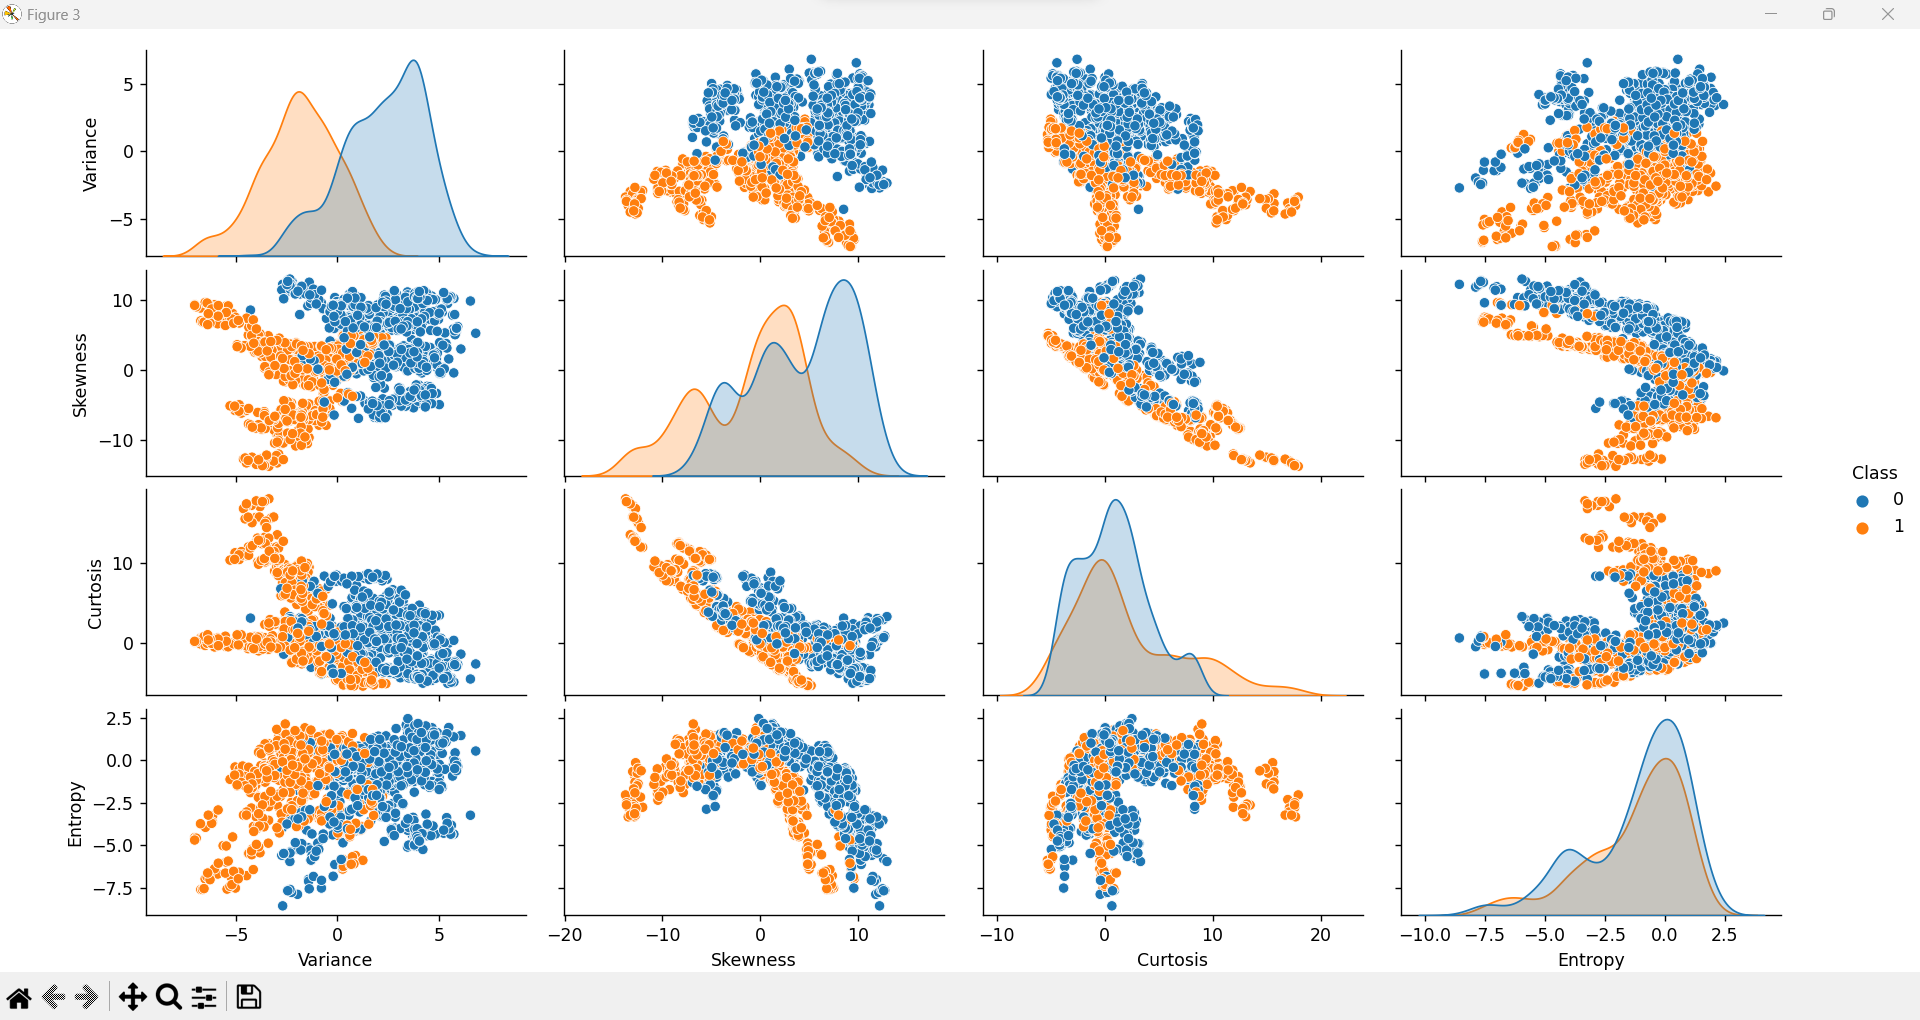 Figure 3
Variance
5
0
−5
Skewness
10
0
−10
Curtosis
10
0
Entropy
2.5
0.0
−2.5
−5.0
−7.5
−5 0 5
−20 −10 0 10
−10 0 10 20
−10.0 −7.5 −5.0 −2.5 0.0 2.5
Variance
Skewness
Curtosis
Entropy
Class
0
1